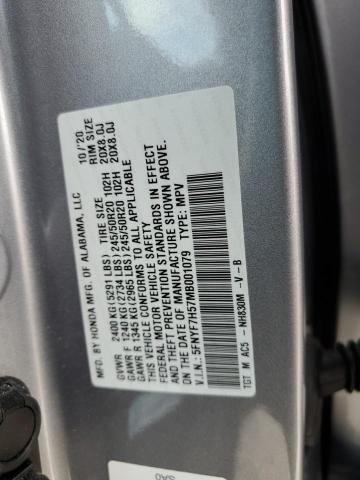 MFD. BY HONDA MFG. OF ALABAMA, LLC 10/'20
TIRE SIZE RIM SIZE
GVWR 2400 KG (5291 LBS)
GAWR F 1240 KG (2734 LBS) 245/50R20 102H 20X8.0J
GAWR R 1345 KG (2965 LBS) 245/50R20 102H 20X8.0J
THIS VEHICLE CONFORMS TO ALL APPLICABLE
FEDERAL MOTOR VEHICLE SAFETY
AND THEFT PREVENTION STANDARDS IN EFFECT
ON THE DATE OF MANUFACTURE SHOWN ABOVE.
V.I.N.: 5FNYF7H57MB001079 TYPE: MPV
TGT M AC5 - NH830M - V - B
SA0